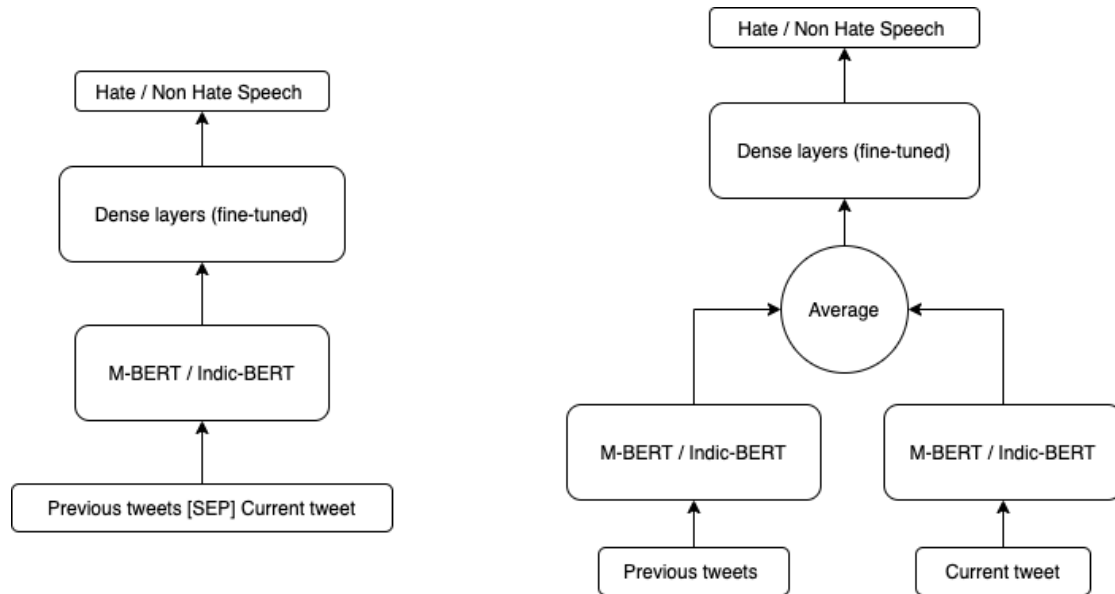 Hate / Non Hate Speech
Dense layers (fine-tuned)
M-BERT / Indic-BERT
Previous tweets [SEP] Current tweet
Hate / Non Hate Speech
Dense layers (fine-tuned)
Average
M-BERT / Indic-BERT
M-BERT / Indic-BERT
Previous tweets
Current tweet